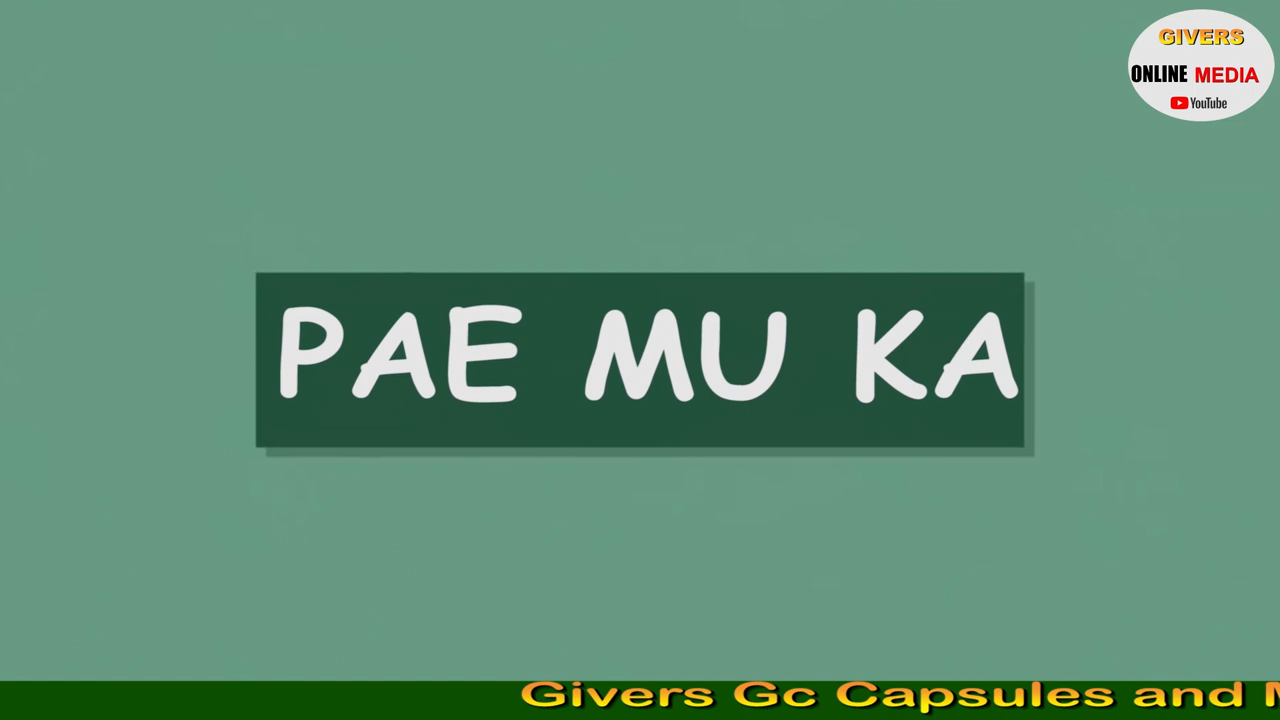 GIVERS
ONLINE MEDIA
YouTube
PAE MU KA
Givers Gc Capsules and